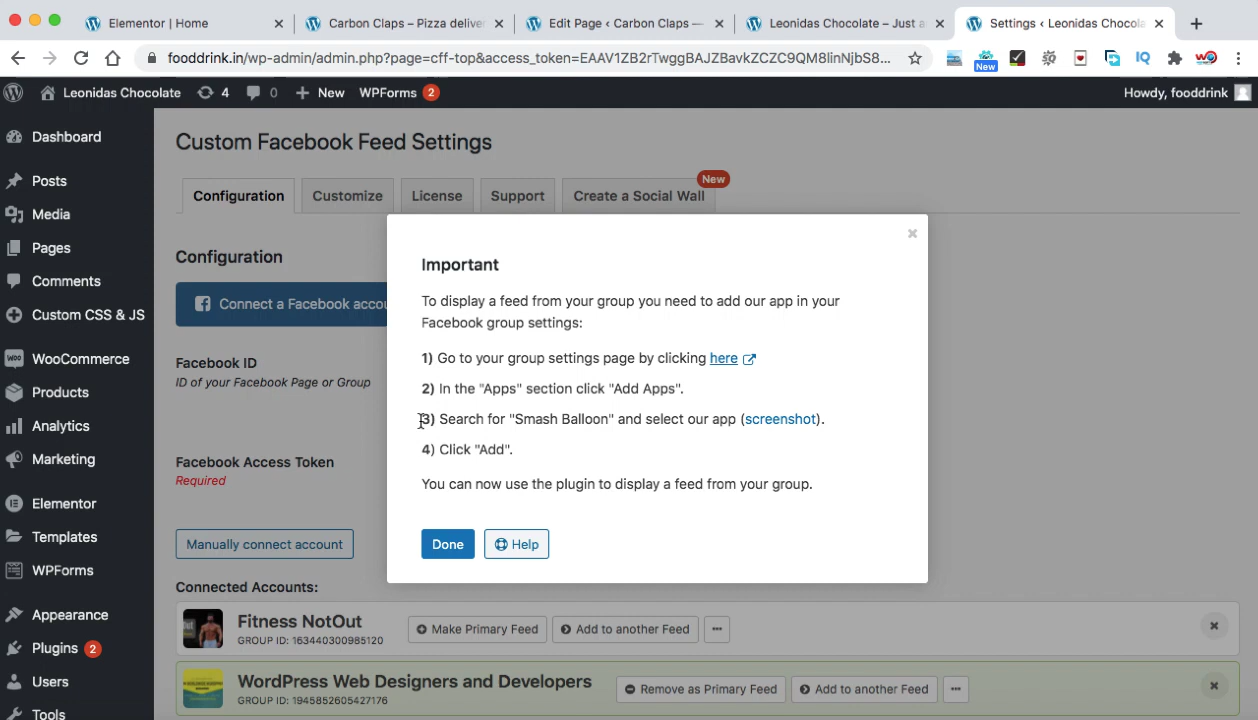 Elementor | Home
Carbon Claps – Pizza deliver
Edit Page ‹ Carbon Claps —
Leonidas Chocolate – Just a
Settings ‹ Leonidas Chocola
fooddrink.in/wp-admin/admin.php?page=cff-top&access_token=EAAV1ZB2rTwggBAJZBavkZCZC9QM8linNjbS8...
New
IQ
Leonidas Chocolate
4
0
New
WPForms
2
Howdy, fooddrink
Dashboard
Posts
Media
Pages
Comments
Custom CSS & JS
Woo
WooCommerce
Products
Analytics
Marketing
Elementor
Templates
WPForms
Appearance
Plugins
2
Users
Tools
Custom Facebook Feed Settings
Configuration
Customize
License
Support
Create a Social Wall
New
Configuration
Connect a Facebook accou
Facebook ID
ID of your Facebook Page or Group
Facebook Access Token
Required
Manually connect account
Important
To display a feed from your group you need to add our app in your
Facebook group settings:
1) Go to your group settings page by clicking here
2) In the "Apps" section click "Add Apps".
3) Search for "Smash Balloon" and select our app (screenshot).
4) Click "Add".
You can now use the plugin to display a feed from your group.
Done
Help
Connected Accounts:
Fitness NotOut
GROUP ID: 163440300985120
Make Primary Feed
Add to another Feed
...
WordPress Web Designers and Developers
GROUP ID: 1945852605427176
Remove as Primary Feed
Add to another Feed
...